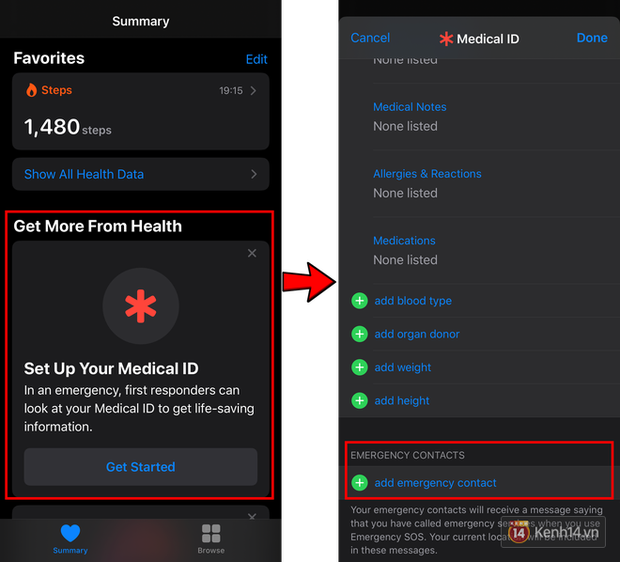 Summary
Favorites
Edit
Steps
19:15
1,480 steps
Show All Health Data
Get More From Health
Set Up Your Medical ID
In an emergency, first responders can
look at your Medical ID to get life-saving
information.
Get Started
Summary
Browse
Cancel
Medical ID
Done
None listed
Medical Notes
None listed
Allergies & Reactions
None listed
Medications
None listed
add blood type
add organ donor
add weight
add height
EMERGENCY CONTACTS
add emergency contact
Your emergency contacts will receive a message saying
that you have called emergency when you use
Emergency SOS. Your current will be included
in these messages.
14 Kenh14.vn